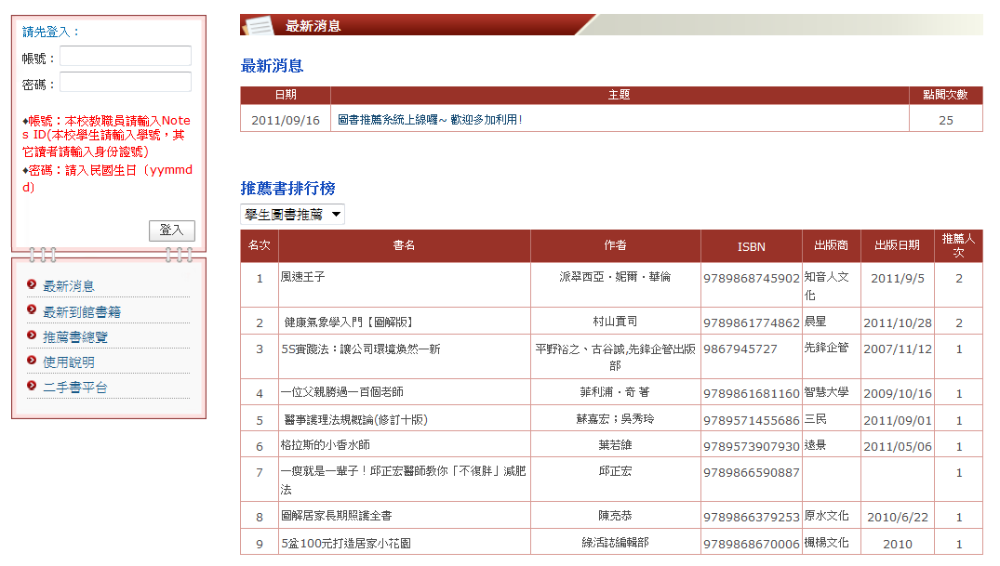 請先登入：
帳號：
密碼：
♦帳號：本校教職員請輸入Note
s ID(本校學生請輸入學號，其
它讀者請輸入身份證號)
♦密碼：請入民國生日（yymmd
d）
登入
最新消息
最新到館書籍
推薦書總覽
使用說明
二手書平台
最新消息
最新消息
日期 主題 點閱次數
2011/09/16 圖書推薦系統上線囉~ 歡迎多加利用! 25
推薦書排行榜
學生圖書推薦
名次 書名 作者 ISBN 出版商 出版日期 推薦人
次
1 風速王子 派翠西亞・妮爾・華倫 9789868745902 知音人文 2011/9/5 2
化
2 健康氣象學入門【圖解版】 村山貢司 9789861774862 晨星 2011/10/28 2
3 5S實踐法：讓公司環境煥然一新 平野裕之、古谷誠,先鋒企管出版 9867945727 先鋒企管 2007/11/12 1
部
4 一位父親勝過一百個老師 菲利浦・奇 著 9789861681160 智慧大學 2009/10/16 1
5 醫事護理法規概論(修訂十版) 蘇嘉宏；吳秀玲 9789571455686 三民 2011/09/01 1
6 格拉斯的小香水師 葉若維 9789573907930 遠景 2011/05/06 1
7 一瘦就是一輩子！邱正宏醫師教你「不復胖」減肥 邱正宏 9789866590887 1
法
8 圖解居家長期照護全書 陳亮恭 9789866379253 原水文化 2010/6/22 1
9 5盆100元打造居家小花園 綠活誌編輯部 9789868670006 楓楊文化 2010 1